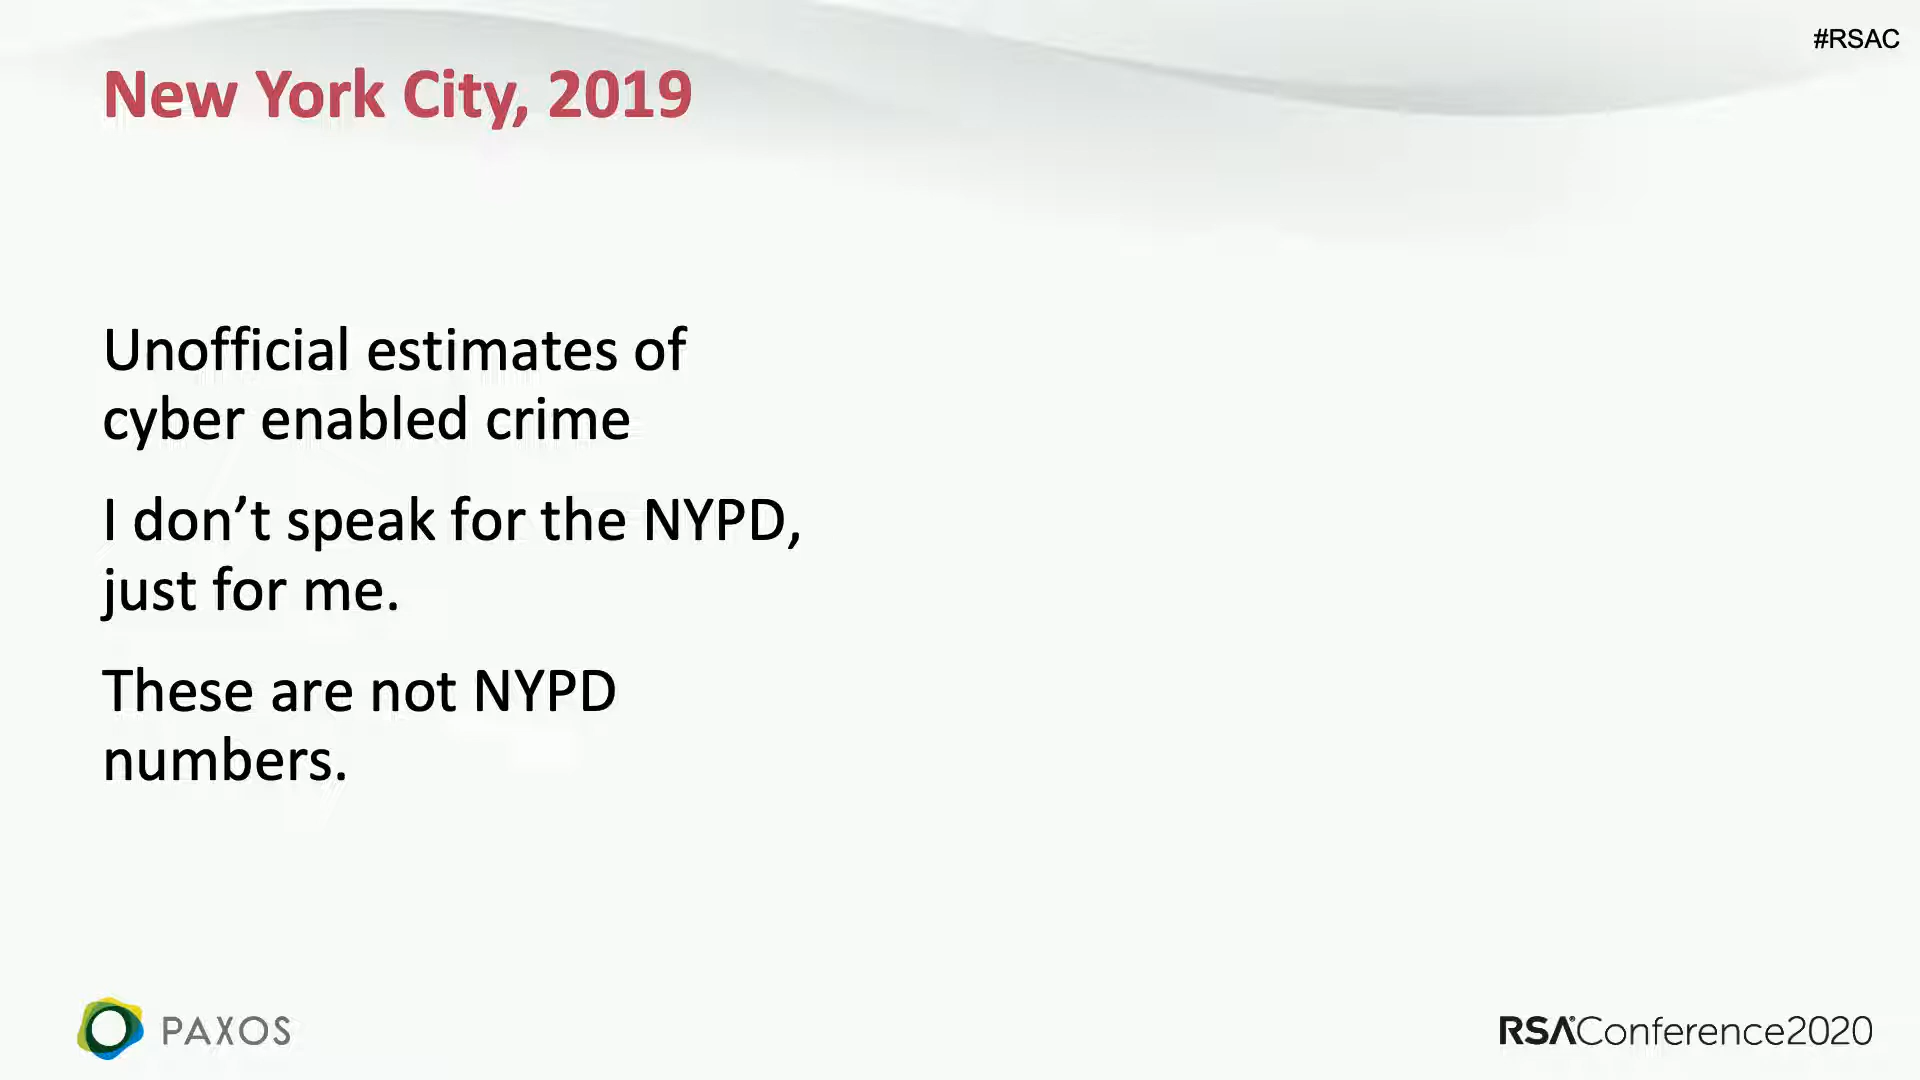 #RSAC
New York City, 2019
Unofficial estimates of
cyber enabled crime
I don’t speak for the NYPD,
just for me.
These are not NYPD
numbers.
PAXOS
RSAConference2020